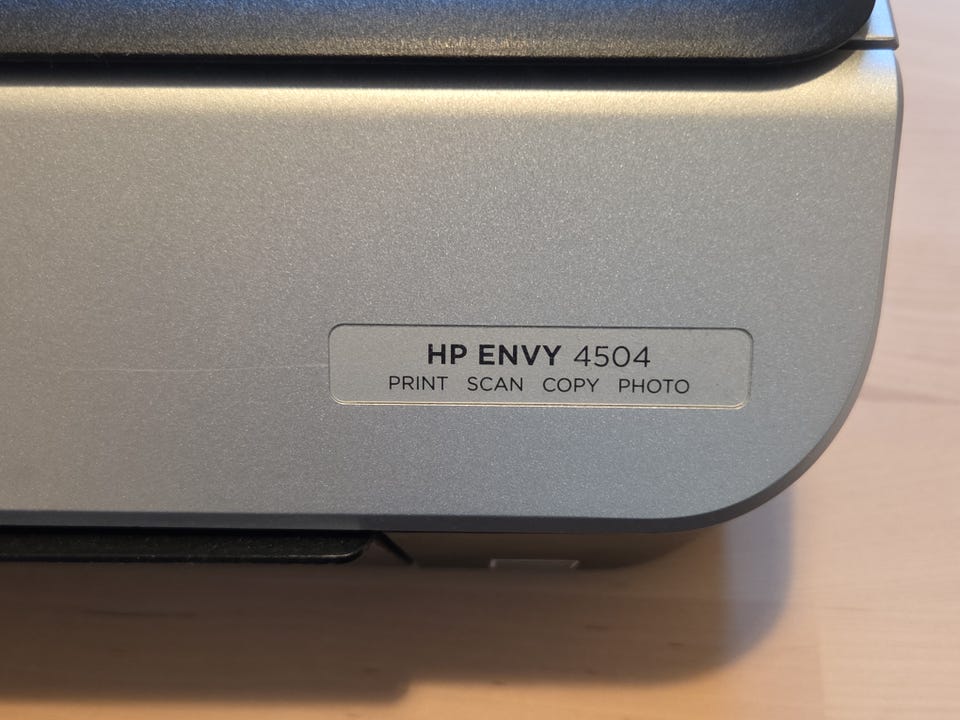 HP ENVY 4504
PRINT SCAN COPY PHOTO